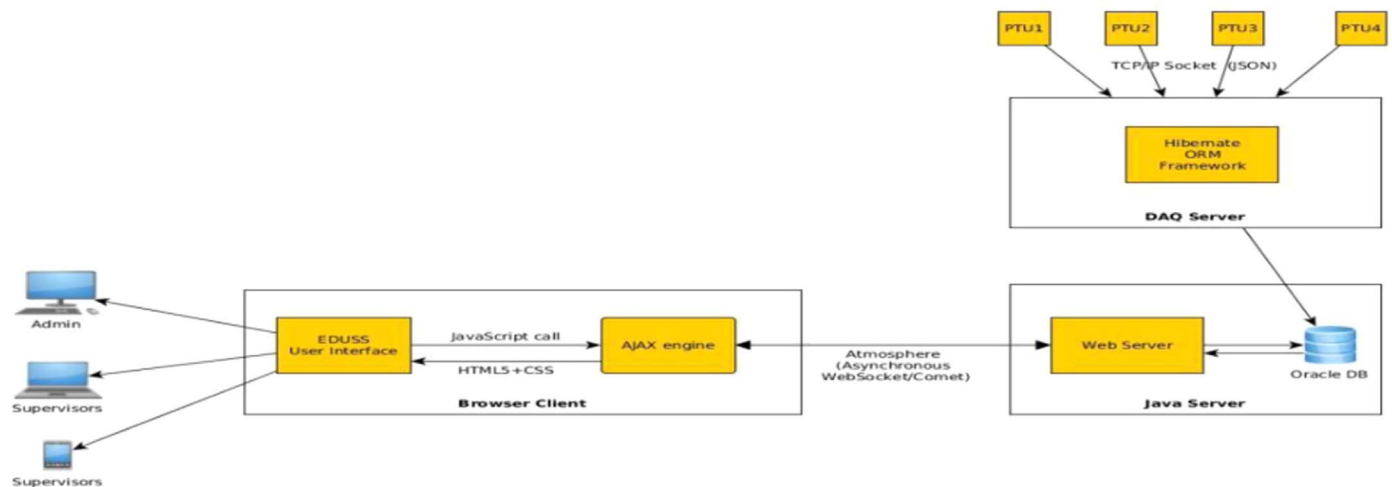 PTU1
PTU2
PTU3
PTU4
TCP/IP Socket (JSON)
Hibernate
ORM
Framework
DAQ Server
Admin
Supervisors
Supervisors
EDUSS
User Interface
JavaScript call
HTML5+CSS
AJAX engine
Browser Client
Atmosphere
(Asynchronous
WebSocket/Comet)
Web Server
Oracle DB
Java Server